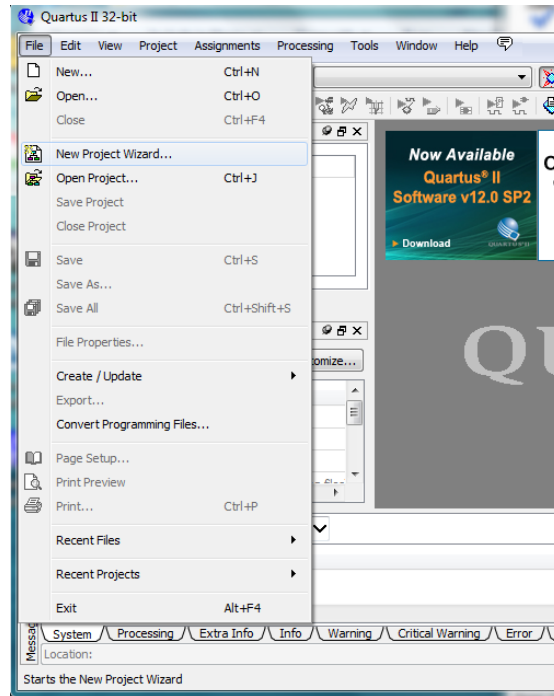 Quartus II 32-bit
File Edit View Project Assignments Processing Tools Window Help
New... Ctrl+N
Open... Ctrl+O
Close Ctrl+F4
New Project Wizard...
Open Project... Ctrl+J
Save Project
Close Project
Save Ctrl+S
Save As...
Save All Ctrl+Shift+S
File Properties...
Create / Update
Export...
Convert Programming Files...
Page Setup...
Print Preview
Print... Ctrl+P
Recent Files
Recent Projects
Exit Alt+F4
Now Available
Quartus® II
Software v12.0 SP2
Download
QUARTUS II
QU
omize...
System Processing Extra Info Info Warning Critical Warning Error
Messag
Location:
Starts the New Project Wizard